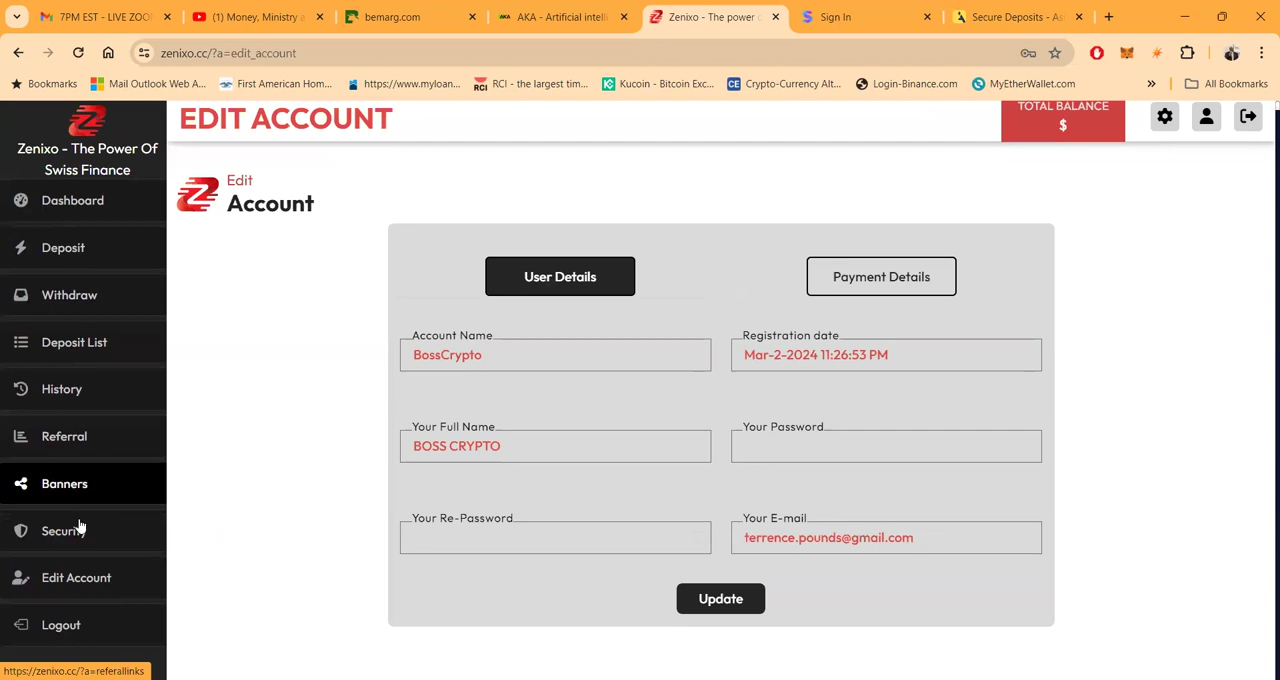 7PM EST - LIVE ZOO
(1) Money, Ministry a
bemarg.com
AKA - Artificial intell
Zenixo - The power o
Sign In
Secure Deposits - As
zenixo.cc/?a=edit_account
Bookmarks
Mail Outlook Web A...
First American Hom...
https://www.myloan...
RCI - the largest tim...
Kucoin - Bitcoin Exc...
Crypto-Currency Alt...
Login-Binance.com
MyEtherWallet.com
All Bookmarks
Zenixo - The Power Of
Swiss Finance
Dashboard
Deposit
Withdraw
Deposit List
History
Referral
Banners
Security
Edit Account
Logout
https://zenixo.cc/?a=referallinks
EDIT ACCOUNT
TOTAL BALANCE
$
Edit
Account
User Details
Payment Details
Account Name
BossCrypto
Registration date
Mar-2-2024 11:26:53 PM
Your Full Name
BOSS CRYPTO
Your Password
Your Re-Password
Your E-mail
terrence.pounds@gmail.com
Update